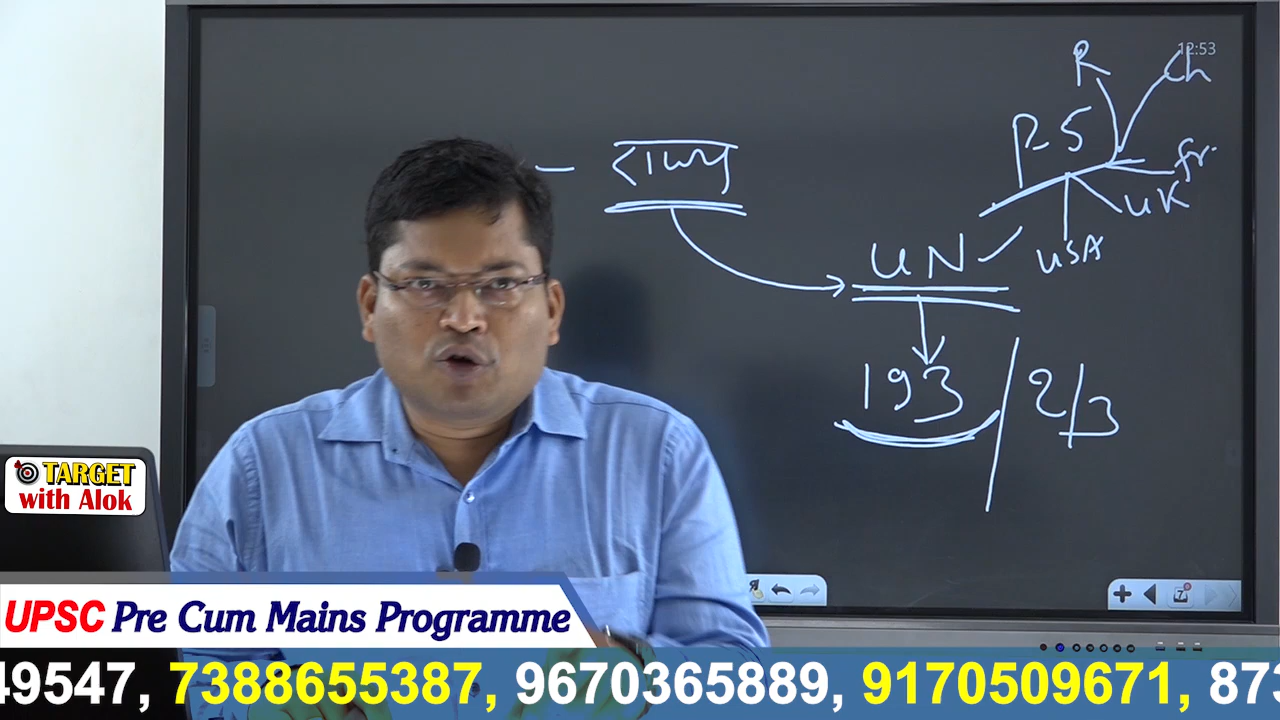 12:53
R
Ch
P-5
fr.
UK
USA
– राज्य
UN
193 / 2/3
TARGET
with Alok
UPSC Pre Cum Mains Programme
49547, 7388655387, 9670365889, 9170509671, 873